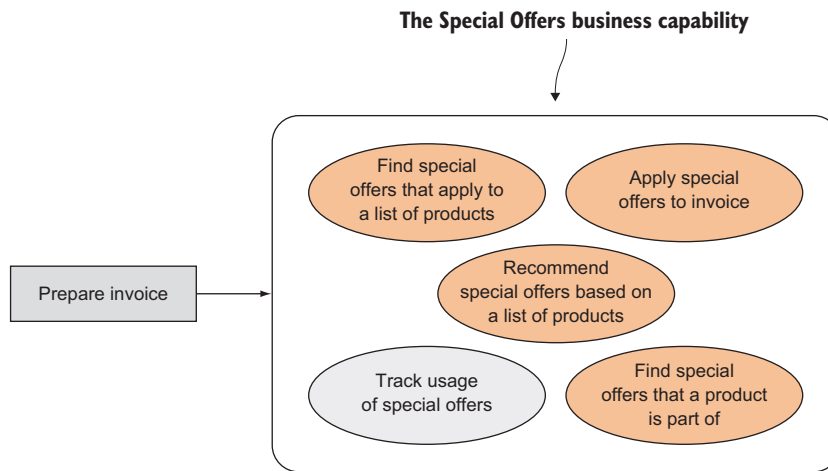 The Special Offers business capability
Find special
offers that apply to
a list of products
Apply special
offers to invoice
Recommend
special offers based on
a list of products
Prepare invoice
Track usage
of special offers
Find special
offers that a product
is part of